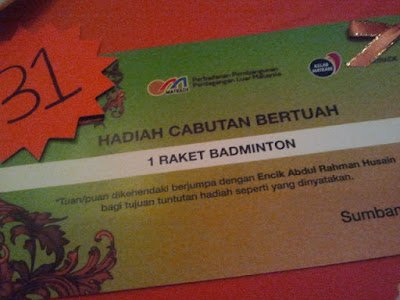 31
MATRADE
Perbadanan Pembangunan
Perdagangan Luar Malaysia
KELAB
MATRADE
HADIAH CABUTAN BERTUAH
1 RAKET BADMINTON
*Tuan/puan dikehendaki berjumpa dengan Encik Abdul Rahman Husain
bagi tujuan tuntutan hadiah seperti yang dinyatakan.
Sumban